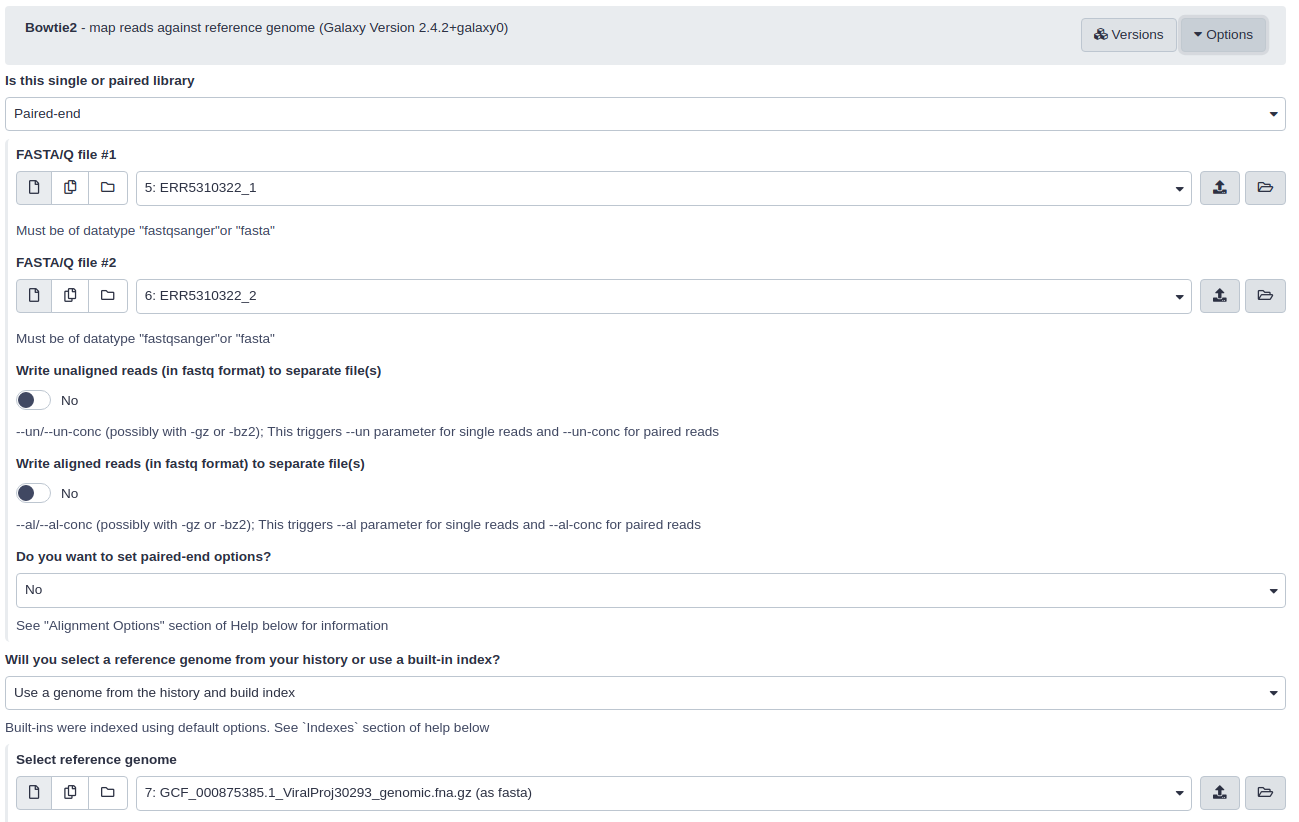 Bowtie2 - map reads against reference genome (Galaxy Version 2.4.2+galaxy0)
Versions
Options
Is this single or paired library
Paired-end
FASTA/Q file #1
5: ERR5310322_1
Must be of datatype "fastqsanger"or "fasta"
FASTA/Q file #2
6: ERR5310322_2
Must be of datatype "fastqsanger"or "fasta"
Write unaligned reads (in fastq format) to separate file(s)
No
--un/--un-conc (possibly with -gz or -bz2); This triggers --un parameter for single reads and --un-conc for paired reads
Write aligned reads (in fastq format) to separate file(s)
No
--al/--al-conc (possibly with -gz or -bz2); This triggers --al parameter for single reads and --al-conc for paired reads
Do you want to set paired-end options?
No
See "Alignment Options" section of Help below for information
Will you select a reference genome from your history or use a built-in index?
Use a genome from the history and build index
Built-ins were indexed using default options. See `Indexes` section of help below
Select reference genome
7: GCF_000875385.1_ViralProj30293_genomic.fna.gz (as fasta)